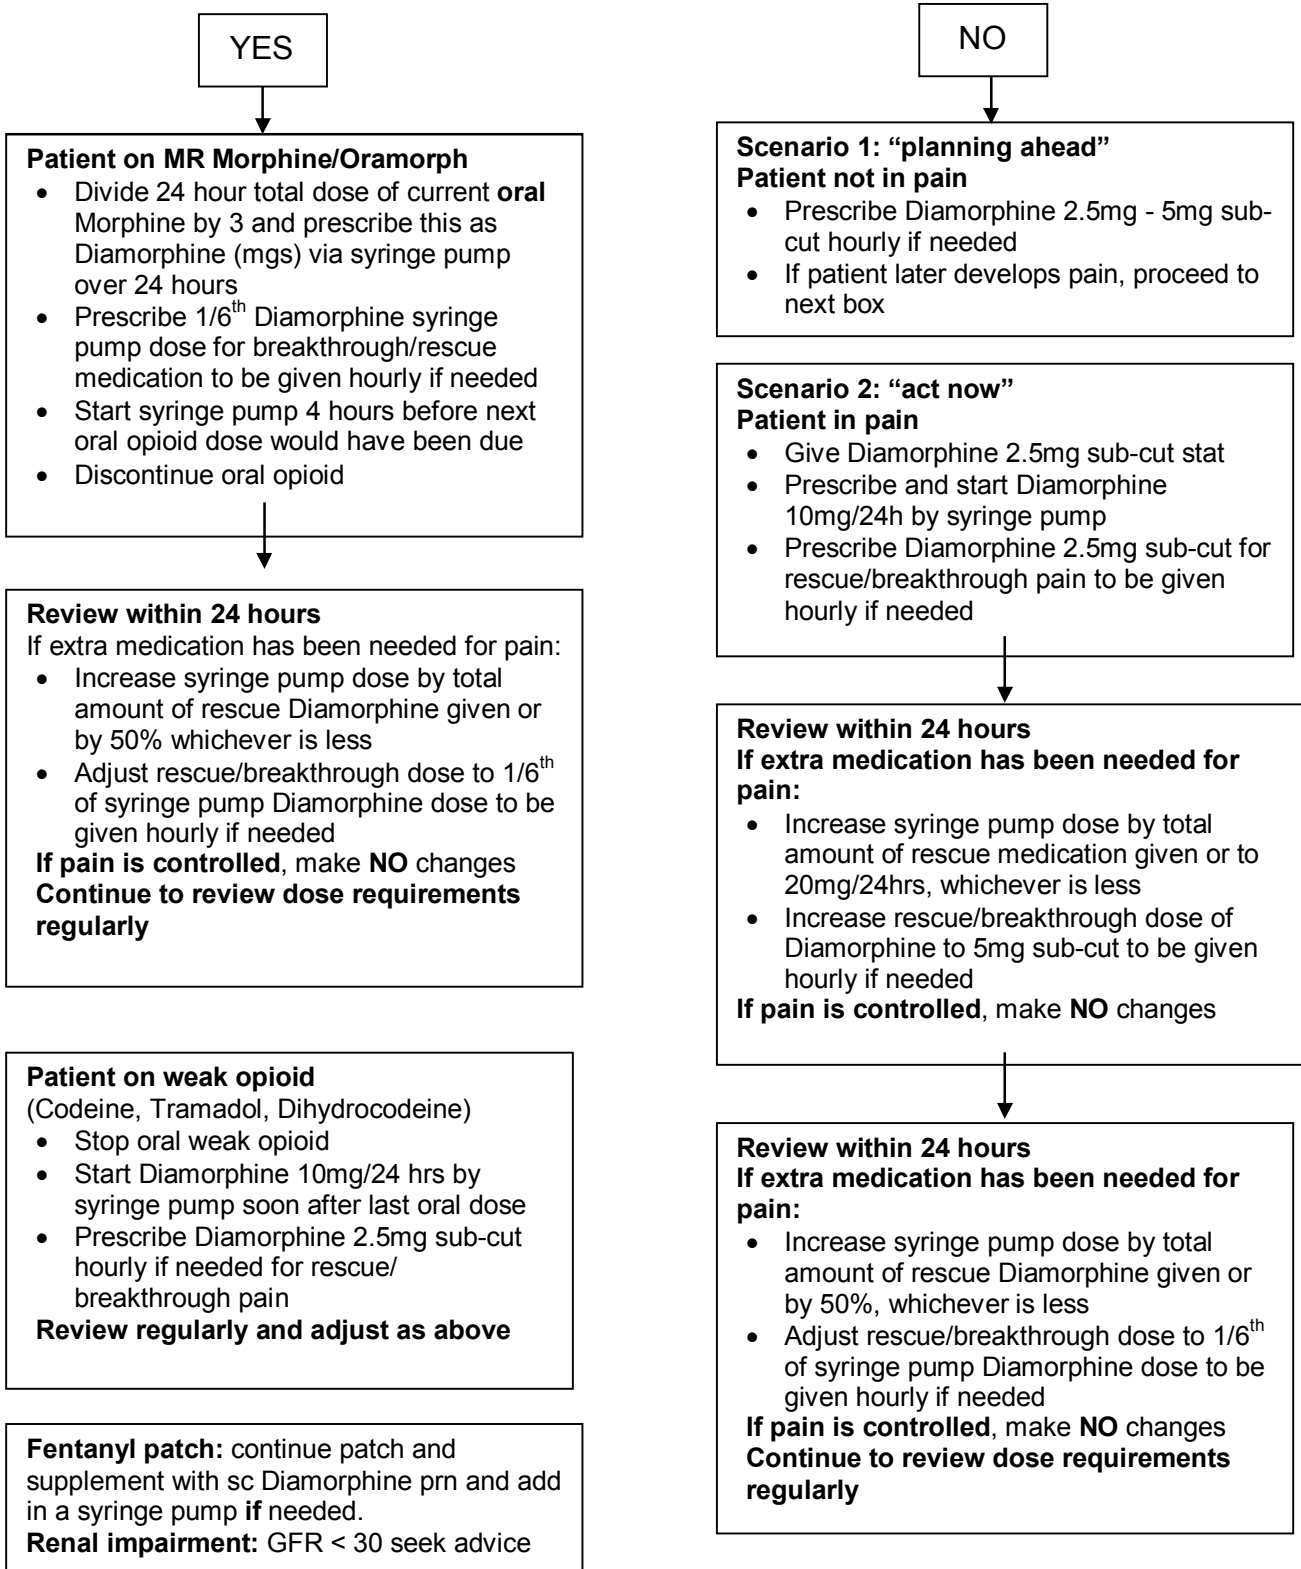 YES
Patient on MR Morphine/Oramorph
• Divide 24 hour total dose of current oral
Morphine by 3 and prescribe this as
Diamorphine (mgs) via syringe pump
over 24 hours
• Prescribe 1/6th Diamorphine syringe
pump dose for breakthrough/rescue
medication to be given hourly if needed
• Start syringe pump 4 hours before next
oral opioid dose would have been due
• Discontinue oral opioid
Review within 24 hours
If extra medication has been needed for pain:
• Increase syringe pump dose by total
amount of rescue Diamorphine given or
by 50% whichever is less
• Adjust rescue/breakthrough dose to 1/6th
of syringe pump Diamorphine dose to be
given hourly if needed
If pain is controlled, make NO changes
Continue to review dose requirements
regularly
Patient on weak opioid
(Codeine, Tramadol, Dihydrocodeine)
• Stop oral weak opioid
• Start Diamorphine 10mg/24 hrs by
syringe pump soon after last oral dose
• Prescribe Diamorphine 2.5mg sub-cut
hourly if needed for rescue/
breakthrough pain
Review regularly and adjust as above
Fentanyl patch: continue patch and
supplement with sc Diamorphine prn and add
in a syringe pump if needed.
Renal impairment: GFR < 30 seek advice
NO
Scenario 1: “planning ahead”
Patient not in pain
• Prescribe Diamorphine 2.5mg - 5mg sub-
cut hourly if needed
• If patient later develops pain, proceed to
next box
Scenario 2: “act now”
Patient in pain
• Give Diamorphine 2.5mg sub-cut stat
• Prescribe and start Diamorphine
10mg/24h by syringe pump
• Prescribe Diamorphine 2.5mg sub-cut for
rescue/breakthrough pain to be given
hourly if needed
Review within 24 hours
If extra medication has been needed for
pain:
• Increase syringe pump dose by total
amount of rescue medication given or to
20mg/24hrs, whichever is less
• Increase rescue/breakthrough dose of
Diamorphine to 5mg sub-cut to be given
hourly if needed
If pain is controlled, make NO changes
Review within 24 hours
If extra medication has been needed for
pain:
• Increase syringe pump dose by total
amount of rescue Diamorphine given or
by 50%, whichever is less
• Adjust rescue/breakthrough dose to 1/6th
of syringe pump Diamorphine dose to be
given hourly if needed
If pain is controlled, make NO changes
Continue to review dose requirements
regularly